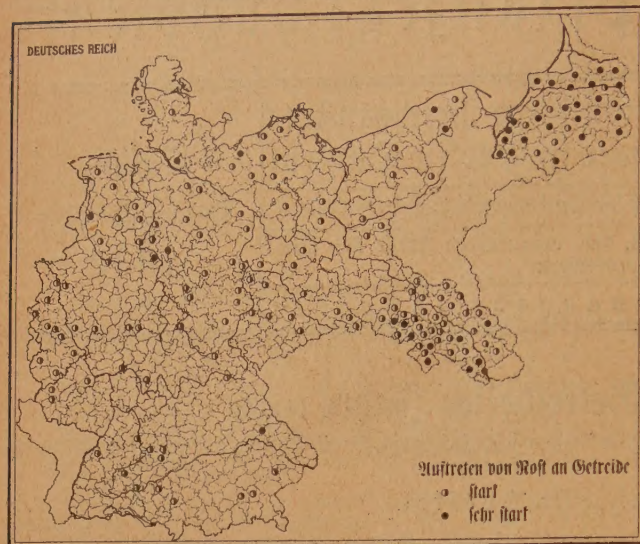 DEUTSCHES REICH
Auftreten von Rost an Getreide
stark
sehr stark